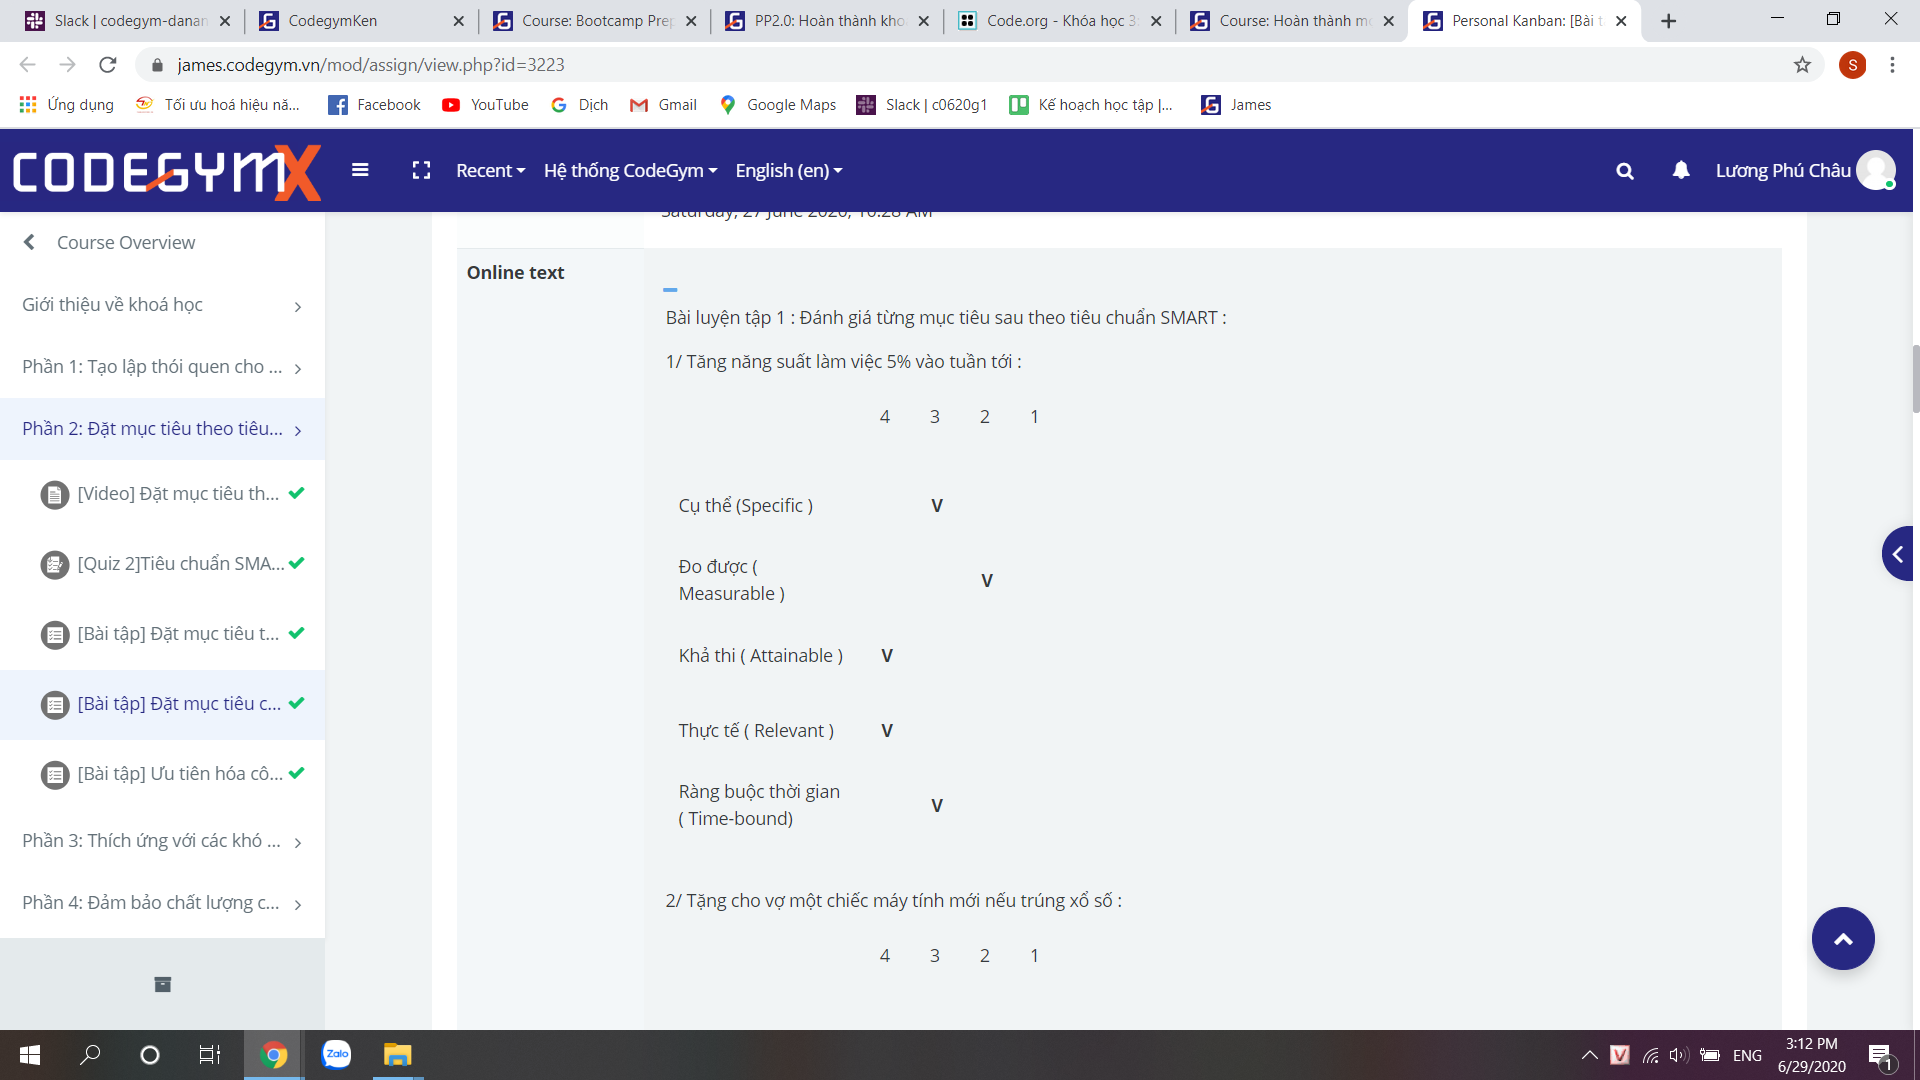 Slack | codegym-danan
CodegymKen
Course: Bootcamp Prep
PP2.0: Hoàn thành kho
Code.org - Khóa học 3:
Course: Hoàn thành mo
Personal Kanban: [Bài t
james.codegym.vn/mod/assign/view.php?id=3223
S
Ứng dụng
Tối ưu hoá hiệu nă...
Facebook
YouTube
Dịch
Gmail
Google Maps
Slack | c0620g1
Kế hoạch học tập |...
James
CODEGYMX
Recent
Hệ thống CodeGym
English (en)
Lương Phú Châu
Saturday, 27 June 2020, 10:28 AM
Course Overview
Giới thiệu về khoá học
Phần 1: Tạo lập thói quen cho ...
Phần 2: Đặt mục tiêu theo tiêu...
[Video] Đặt mục tiêu th...
[Quiz 2]Tiêu chuẩn SMA...
[Bài tập] Đặt mục tiêu t...
[Bài tập] Đặt mục tiêu c...
[Bài tập] Ưu tiên hóa cô...
Phần 3: Thích ứng với các khó ...
Phần 4: Đảm bảo chất lượng c...
Online text
Bài luyện tập 1 : Đánh giá từng mục tiêu sau theo tiêu chuẩn SMART :
1/ Tăng năng suất làm việc 5% vào tuần tới :
4 3 2 1
Cụ thể (Specific ) V
Đo được (
Measurable ) V
Khả thi ( Attainable ) V
Thực tế ( Relevant ) V
Ràng buộc thời gian
( Time-bound) V
2/ Tặng cho vợ một chiếc máy tính mới nếu trúng xổ số :
4 3 2 1
Zalo
V
ENG
3:12 PM
6/29/2020
1